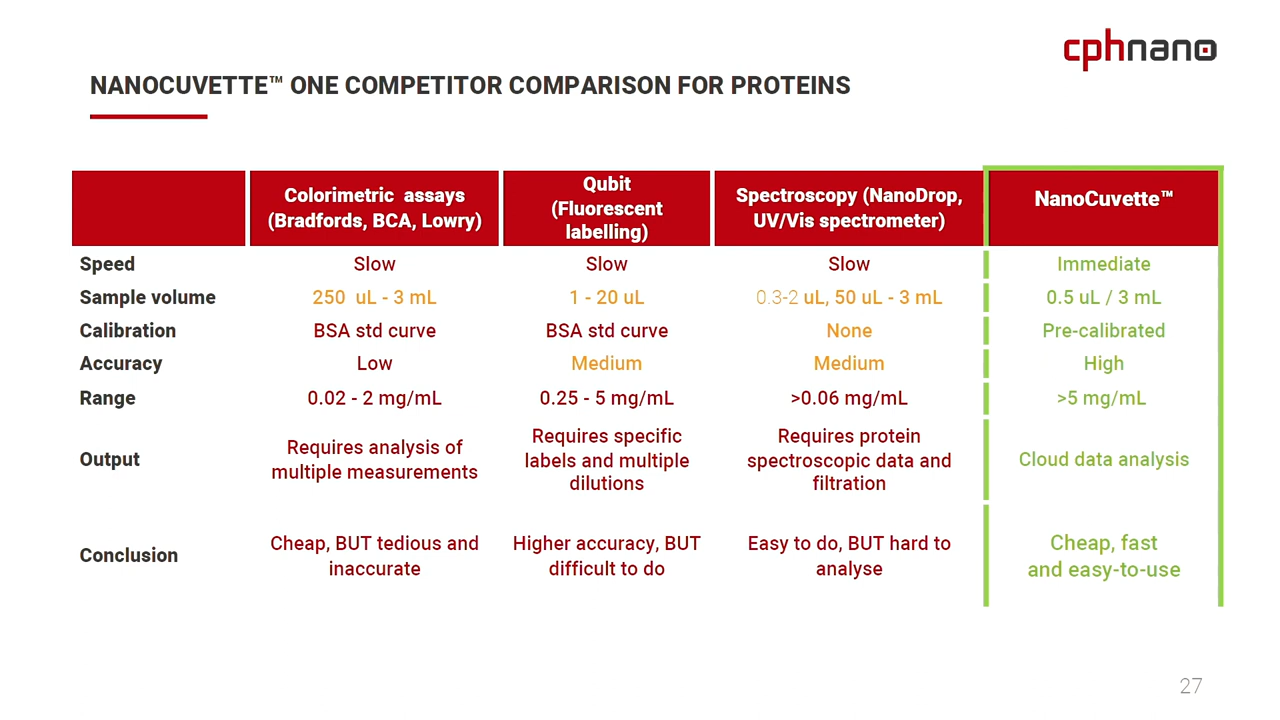 cphnano
NANOCUVETTE™ ONE COMPETITOR COMPARISON FOR PROTEINS
Colorimetric assays
(Bradfords, BCA, Lowry)
Qubit
(Fluorescent
labelling)
Spectroscopy (NanoDrop,
UV/Vis spectrometer)
NanoCuvette™
Speed
Slow
Slow
Slow
Immediate
Sample volume
250 uL - 3 mL
1 - 20 uL
0.3-2 uL, 50 uL - 3 mL
0.5 uL / 3 mL
Calibration
BSA std curve
BSA std curve
None
Pre-calibrated
Accuracy
Low
Medium
Medium
High
Range
0.02 - 2 mg/mL
0.25 - 5 mg/mL
>0.06 mg/mL
>5 mg/mL
Output
Requires analysis of
multiple measurements
Requires specific
labels and multiple
dilutions
Requires protein
spectroscopic data and
filtration
Cloud data analysis
Conclusion
Cheap, BUT tedious and
inaccurate
Higher accuracy, BUT
difficult to do
Easy to do, BUT hard to
analyse
Cheap, fast
and easy-to-use
27